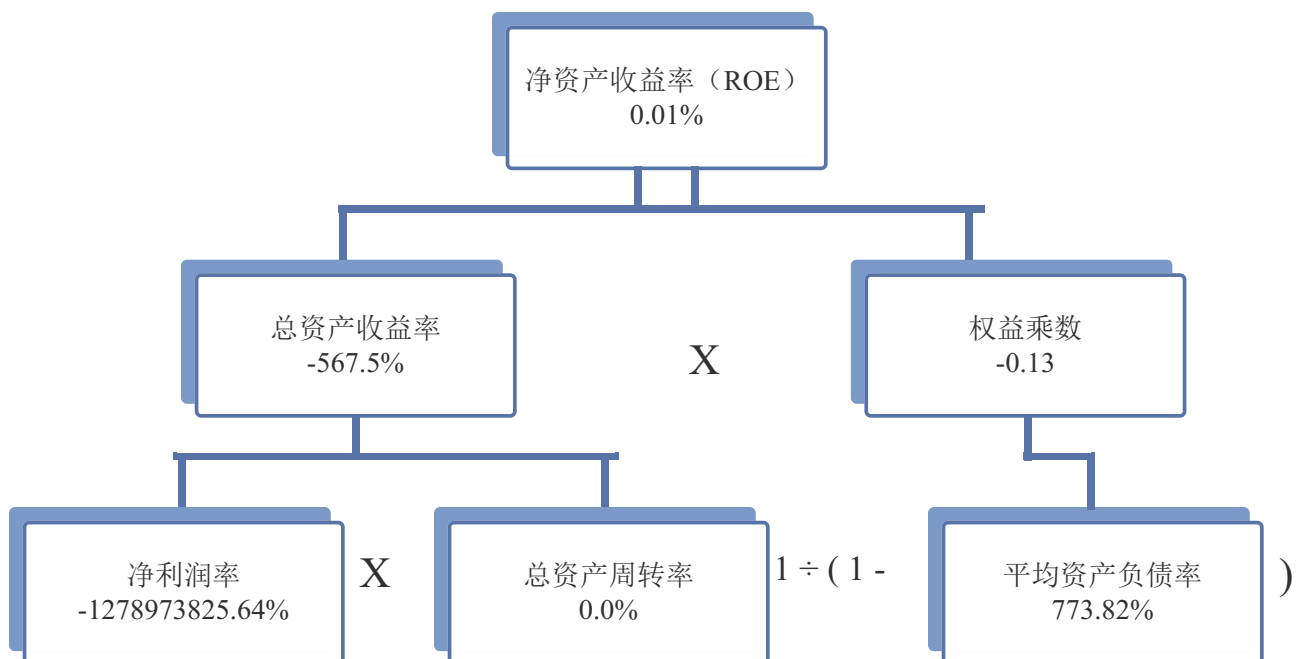 净资产收益率（ROE）
0.01%
总资产收益率
-567.5%
X
权益乘数
-0.13
净利润率
-1278973825.64%
X
总资产周转率
0.0%
1 ÷ ( 1 -
平均资产负债率
773.82%
)